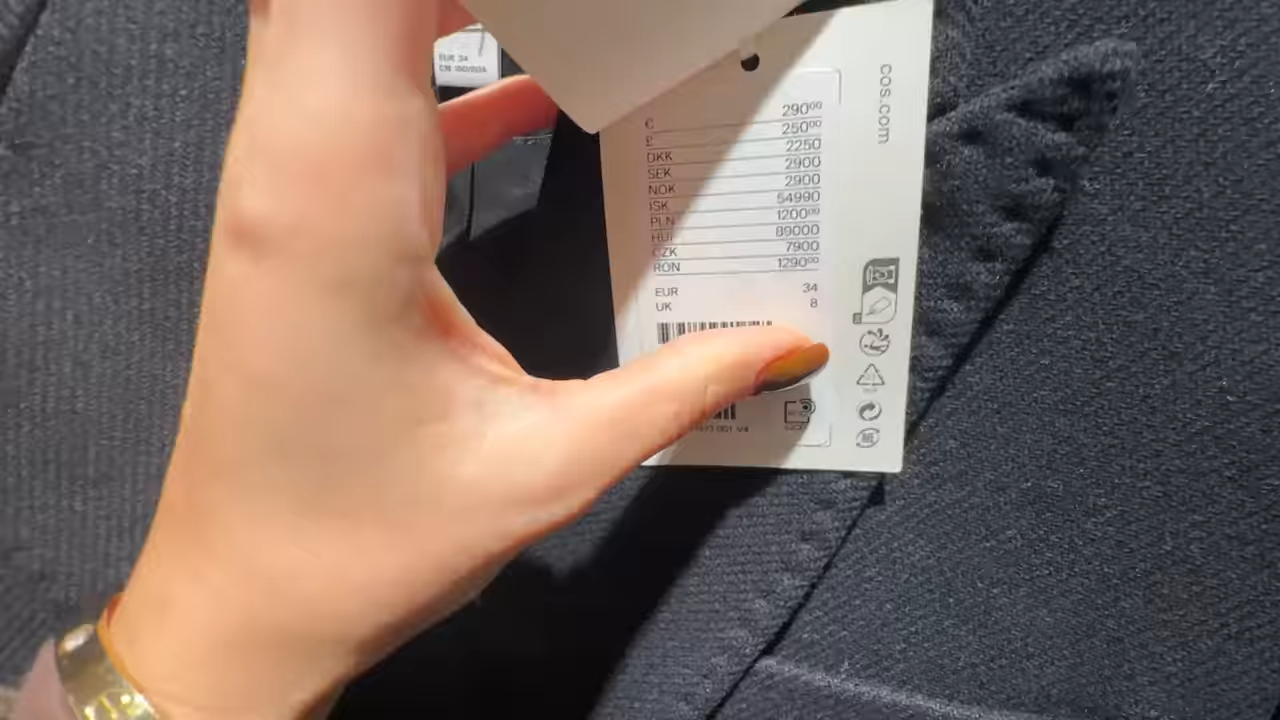 EUR 34
cos.com
€ 290⁰⁰
£ 250⁰⁰
DKK 2250
SEK 2900
NOK 2900
ISK 54990
PLN 1200⁰⁰
HUF 89000
CZK 7900
RON 1290⁰⁰
EUR 34
UK 8